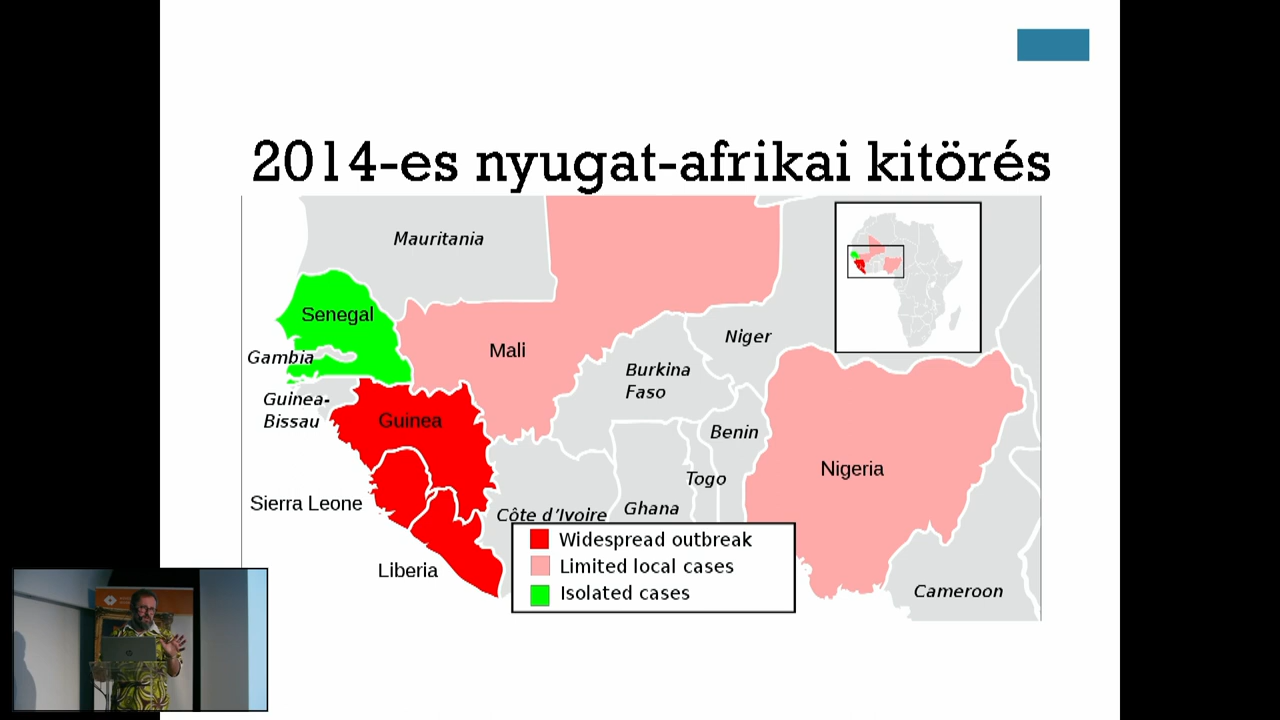 2014-es nyugat-afrikai kitörés
Mauritania
Senegal
Niger
Mali
Gambia
Burkina
Faso
Guinea-
Bissau
Guinea
Benin
Nigeria
Togo
Sierra Leone
Côte d’Ivoire
Ghana
Liberia
Widespread outbreak
Limited local cases
Isolated cases
Cameroon